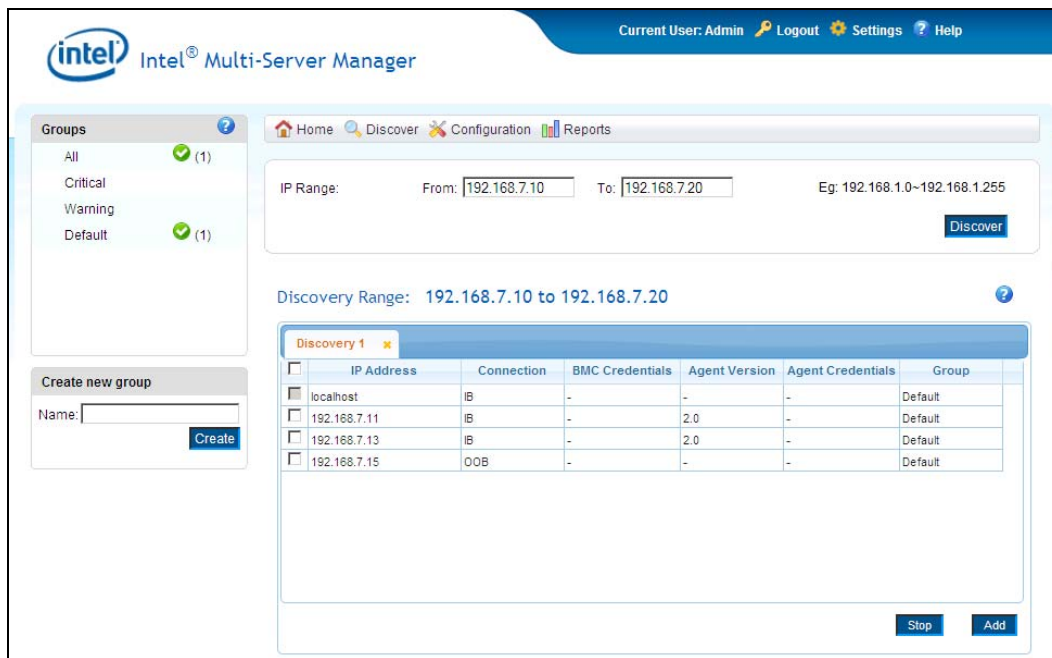 Current User: Admin Logout Settings Help
intel Intel® Multi-Server Manager
Groups
All (1)
Critical
Warning
Default (1)
Create new group
Name:
Create
Home Discover Configuration Reports
IP Range: From: 192.168.7.10 To: 192.168.7.20 Eg: 192.168.1.0~192.168.1.255
Discover
Discovery Range: 192.168.7.10 to 192.168.7.20
Discovery 1
IP Address Connection BMC Credentials Agent Version Agent Credentials Group
localhost IB - - - Default
192.168.7.11 IB - 2.0 - Default
192.168.7.13 IB - 2.0 - Default
192.168.7.15 OOB - - - Default
Stop Add